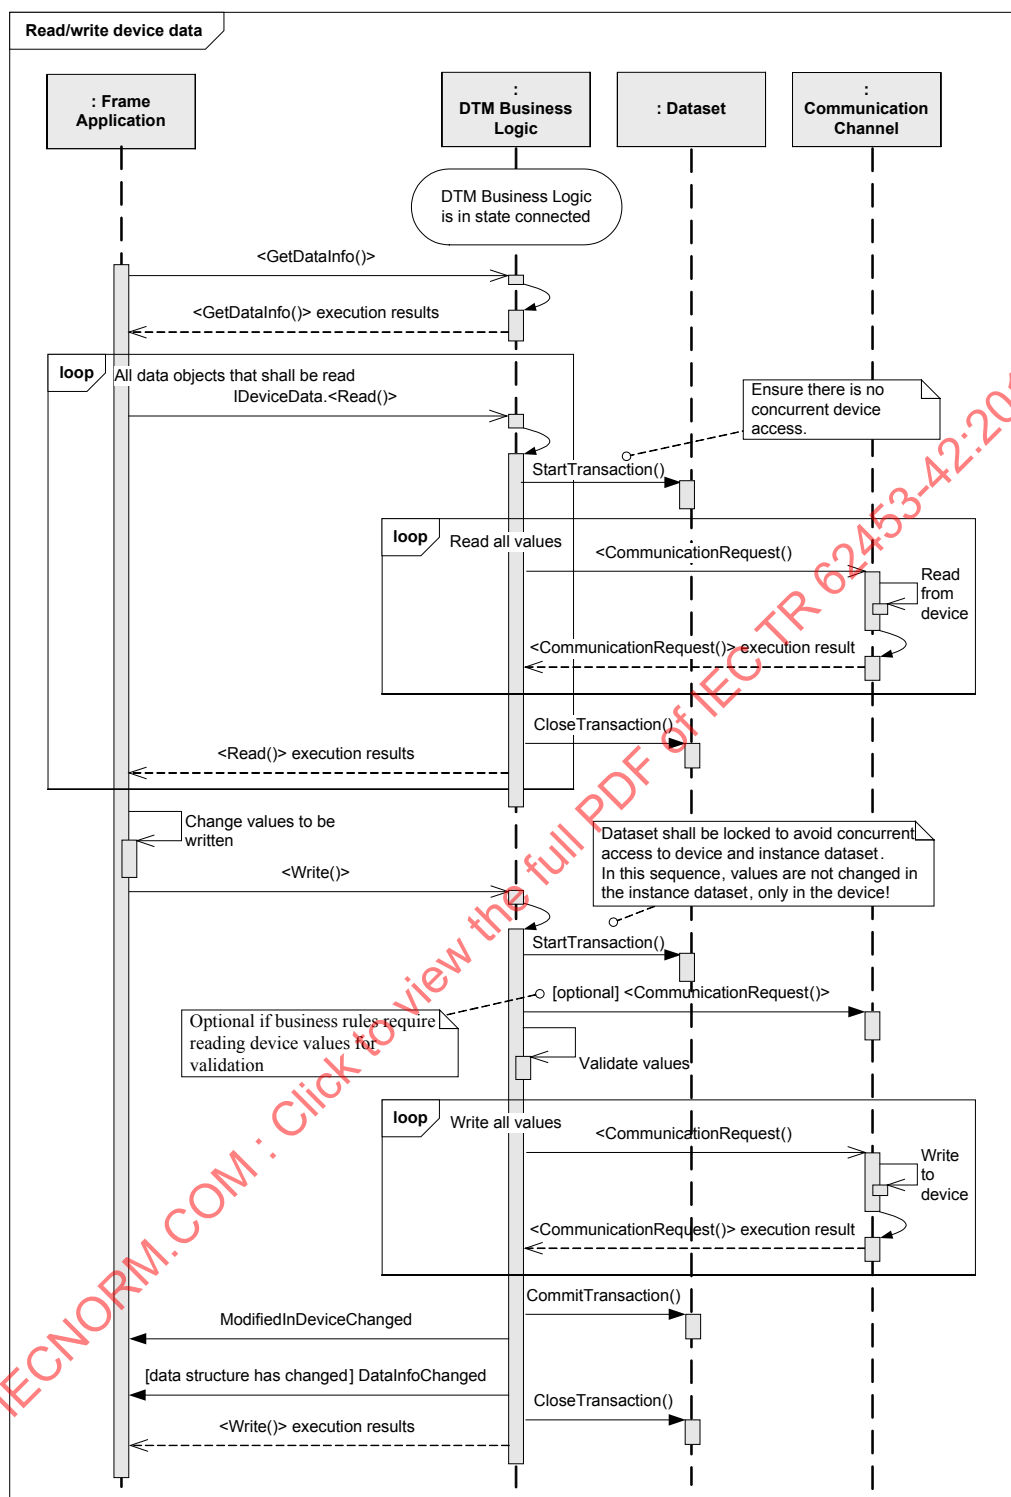 Read/write device data
: Frame
Application
:
DTM Business
Logic
: Dataset
:
Communication
Channel
DTM Business Logic
is in state connected
<GetDataInfo()>
<GetDataInfo()> execution results
loop
All data objects that shall be read
IDeviceData.<Read()>
Ensure there is no
concurrent device
access.
StartTransaction()
loop
Read all values
<CommunicationRequest()
Read
from
device
<CommunicationRequest()> execution result
CloseTransaction()
<Read()> execution results
Change values to be
written
Dataset shall be locked to avoid concurrent
access to device and instance dataset.
In this sequence, values are not changed in
the instance dataset, only in the device!
<Write()>
StartTransaction()
[optional] <CommunicationRequest()>
Optional if business rules require
reading device values for
validation
Validate values
loop
Write all values
<CommunicationRequest()
Write
to
device
<CommunicationRequest()> execution result
CommitTransaction()
ModifiedInDeviceChanged
[data structure has changed] DataInfoChanged
CloseTransaction()
<Write()> execution results
IECNORM.COM : Click to view the full PDF of IEC TR 62453-42:201